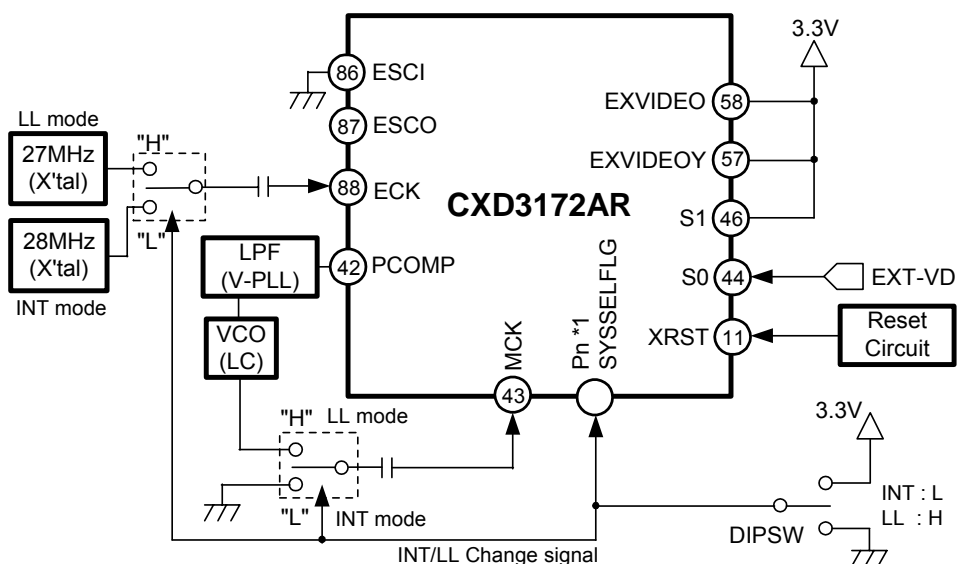 3.3V
86 ESCI
EXVIDEO 58
LL mode
87 ESCO
27MHz
(X'tal)
"H"
EXVIDEOY 57
88 ECK
CXD3172AR
S1 46
"L"
28MHz
(X'tal)
INT mode
LPF
(V-PLL)
42 PCOMP
S0 44
EXT-VD
VCO
(LC)
MCK
Pn *1
SYSSELFLG
XRST 11
Reset
Circuit
43
"H" LL mode
3.3V
INT : L
LL : H
"L" INT mode
DIPSW
INT/LL Change signal